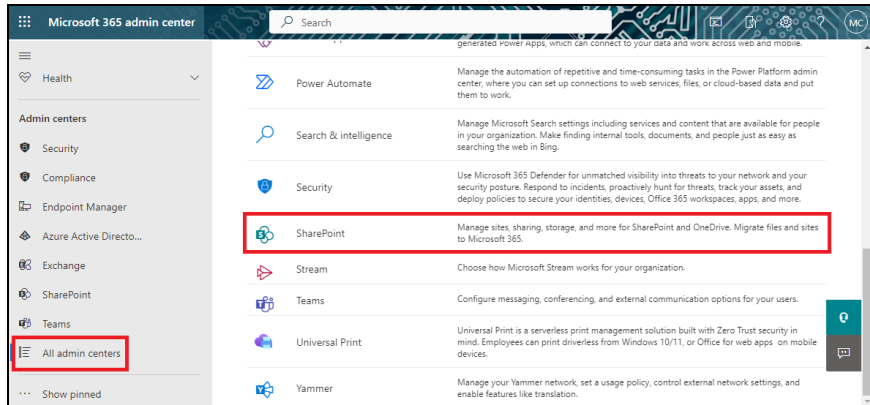 Microsoft 365 admin center
Search
MC
generated Power Apps, which can connect to your data and work across web and mobile.
Health
Power Automate
Manage the automation of repetitive and time-consuming tasks in the Power Platform admin
center, where you can set up connections to web services, files, or cloud-based data and put
them to work.
Admin centers
Search & intelligence
Manage Microsoft Search settings including services and content that are available for people
in your organization. Make finding internal tools, documents, and people just as easy as
searching the web in Bing.
Security
Compliance
Security
Use Microsoft 365 Defender for unmatched visibility into threats to your network and your
security posture. Respond to incidents, proactively hunt for threats, track your assets, and
deploy policies to secure your identities, devices, Office 365 workspaces, apps, and more.
Endpoint Manager
Azure Active Directo...
SharePoint
Manage sites, sharing, storage, and more for SharePoint and OneDrive. Migrate files and sites
to Microsoft 365.
Exchange
Stream
Choose how Microsoft Stream works for your organization.
SharePoint
Teams
Configure messaging, conferencing, and external communication options for your users.
Teams
Universal Print
Universal Print is a serverless print management solution built with Zero Trust security in
mind. Employees can print driverless from Windows 10/11, or Office for web apps on mobile
devices.
All admin centers
Show pinned
Yammer
Manage your Yammer network, set a usage policy, control external network settings, and
enable features like translation.